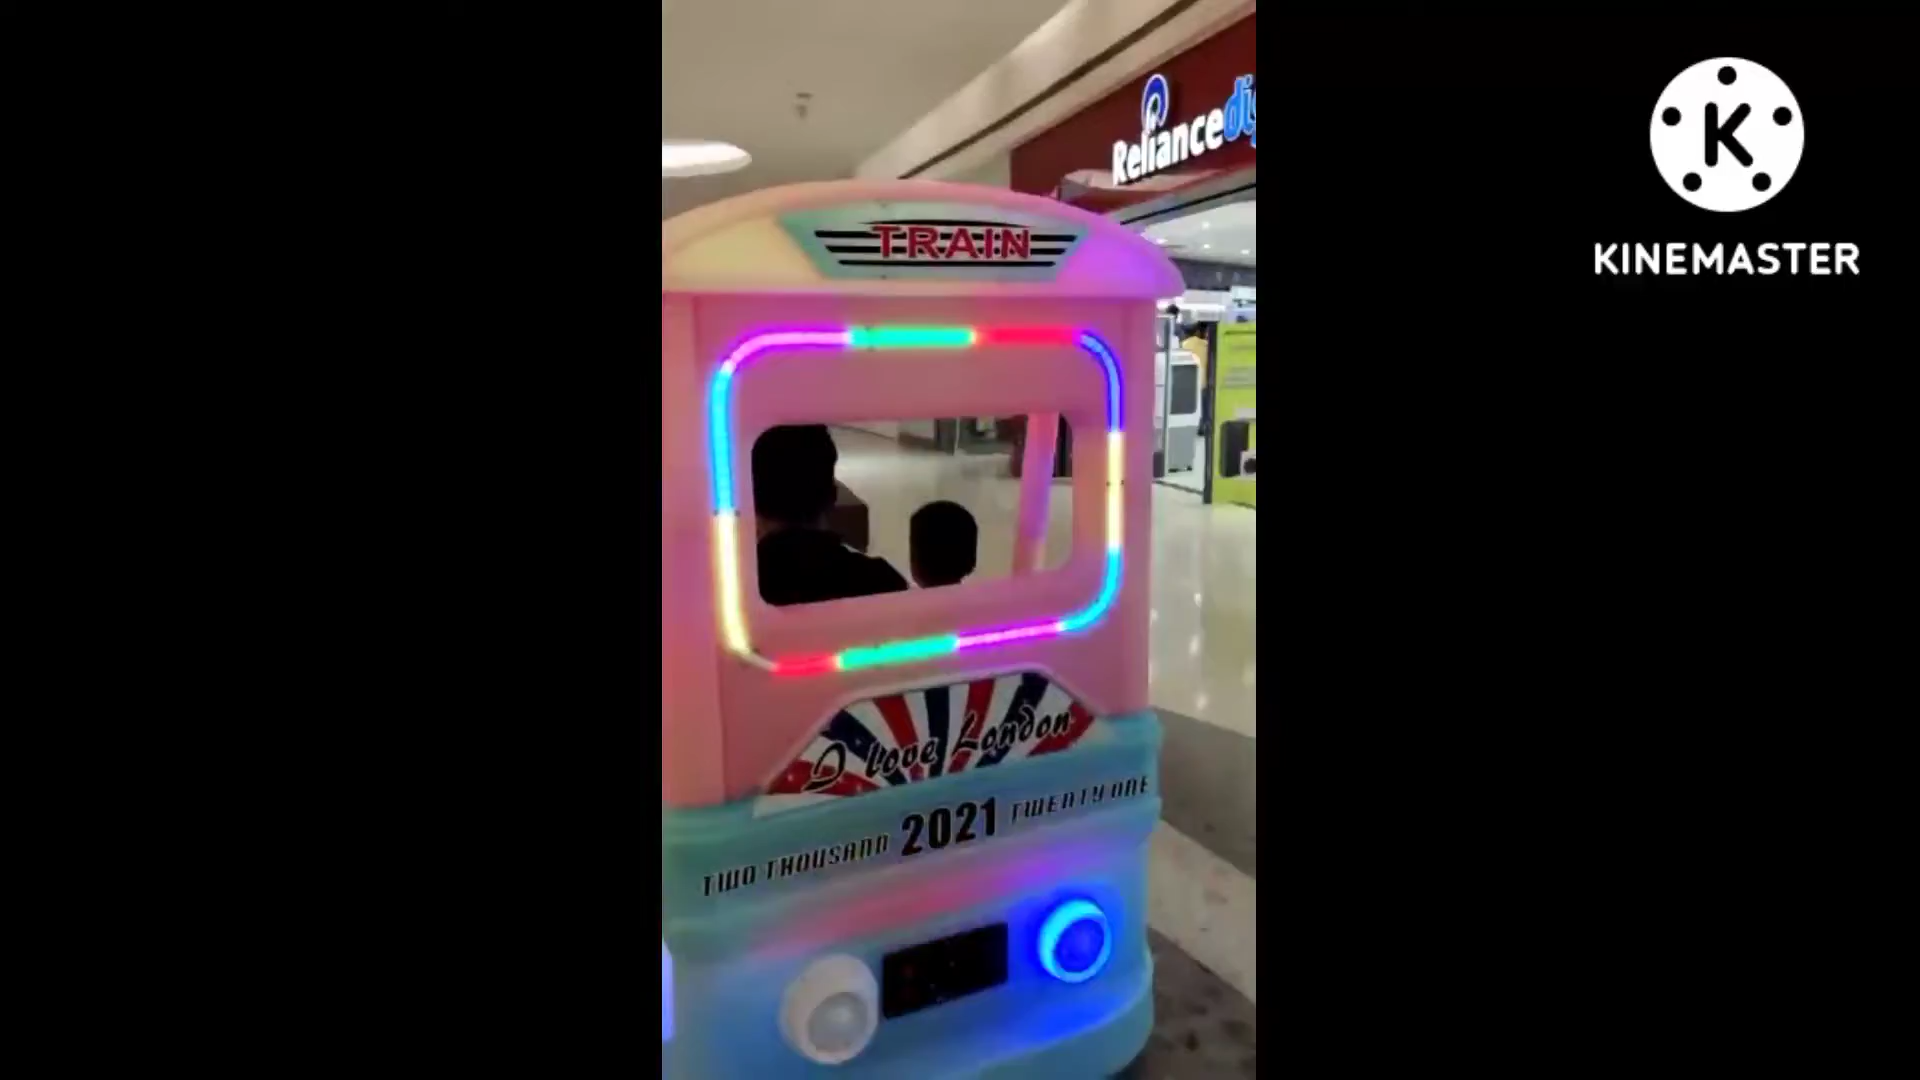 Reliance
TRAIN
I love London
TWO THOUSAND 2021 TWENTY ONE
K
KINEMASTER